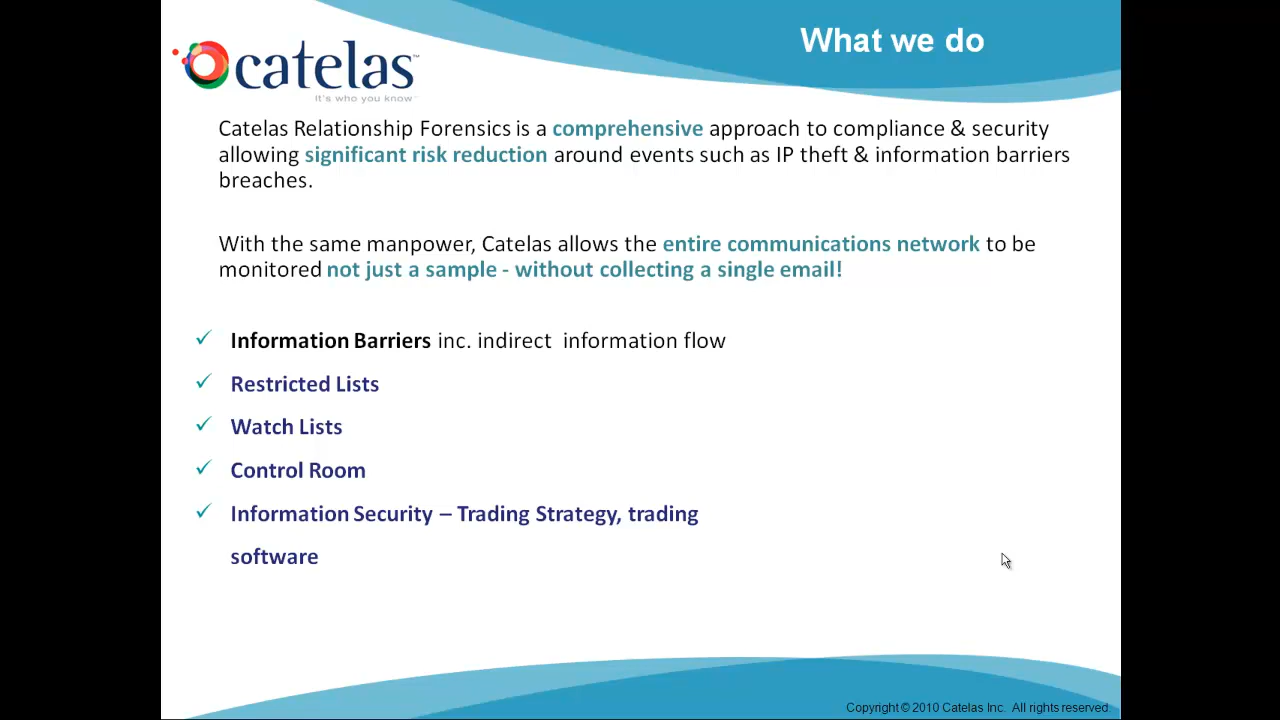 What we do
catelas™
It's who you know™
Catelas Relationship Forensics is a comprehensive approach to compliance & security
allowing significant risk reduction around events such as IP theft & information barriers
breaches.
With the same manpower, Catelas allows the entire communications network to be
monitored not just a sample - without collecting a single email!
✓ Information Barriers inc. indirect information flow
✓ Restricted Lists
✓ Watch Lists
✓ Control Room
✓ Information Security – Trading Strategy, trading
software
Copyright © 2010 Catelas Inc. All rights reserved.